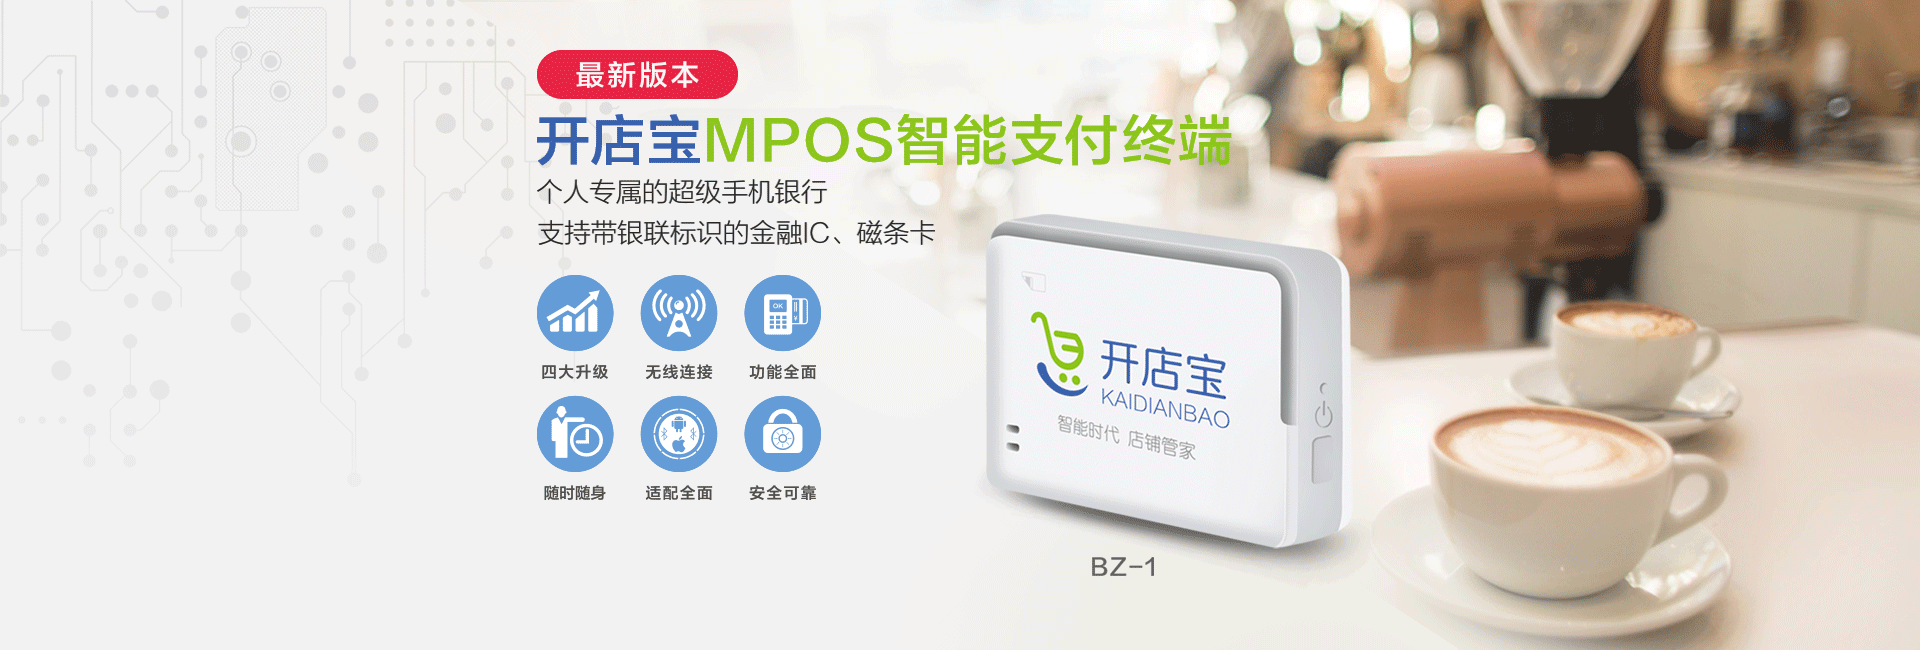 最新版本
开店宝MPOS智能支付终端
个人专属的超级手机银行
支持带银联标识的金融IC、磁条卡
OK
¥
四大升级 无线连接 功能全面
随时随身 适配全面 安全可靠
开店宝
KAIDIANBAO
智能时代 店铺管家
BZ-1